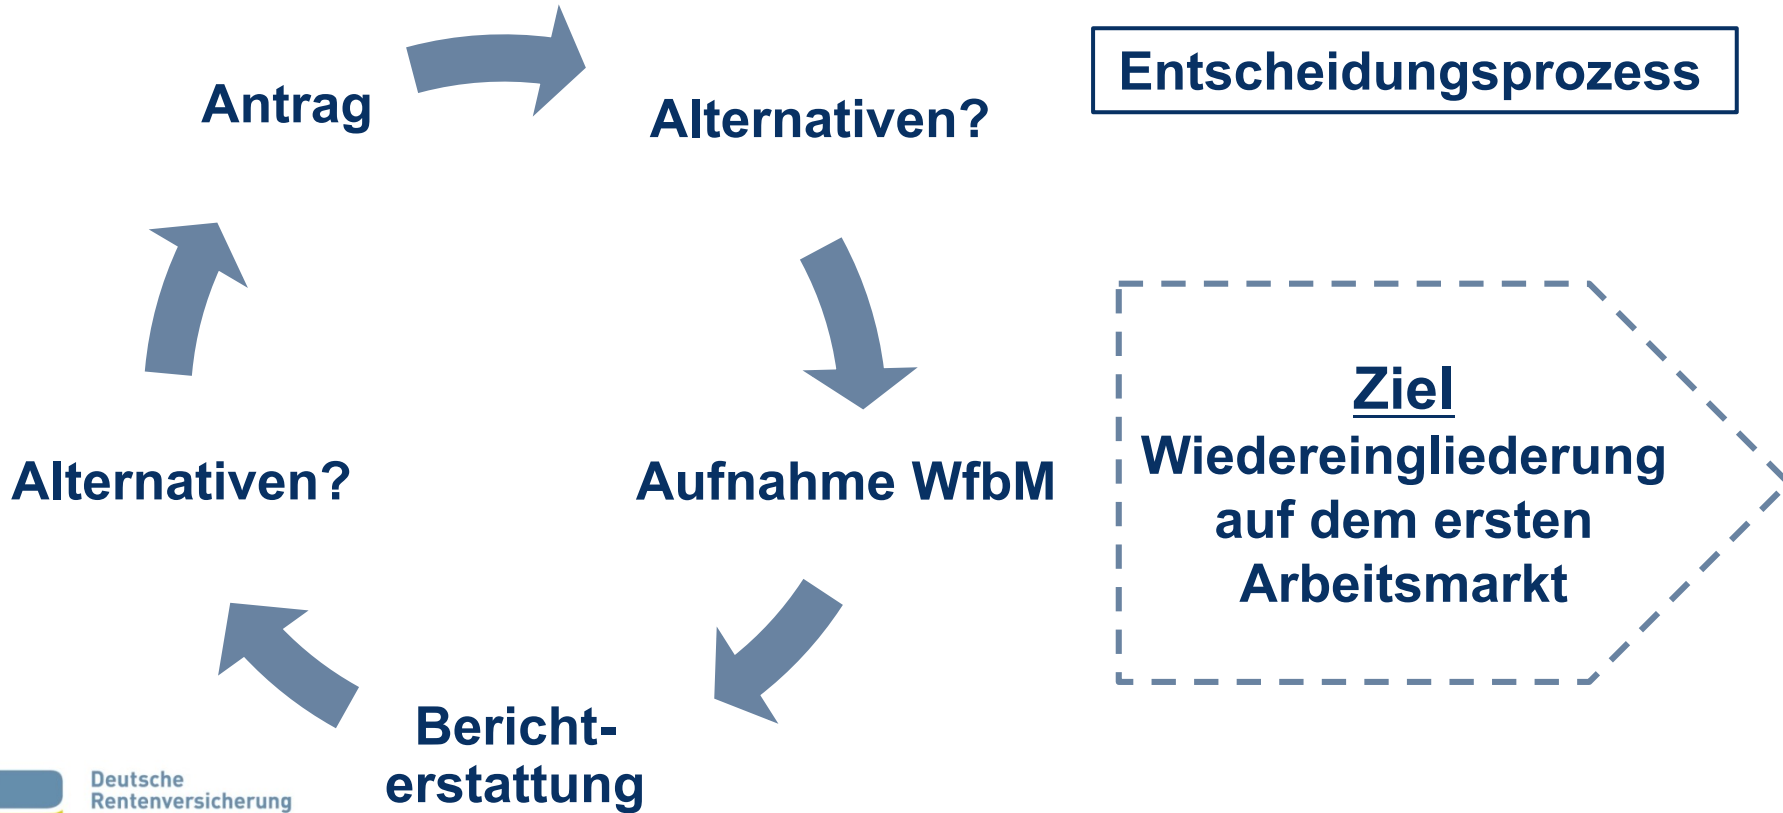 Entscheidungsprozess
Antrag
Alternativen?
Aufnahme WfbM
Bericht-
erstattung
Alternativen?
Ziel
Wiedereingliederung
auf dem ersten
Arbeitsmarkt
Deutsche
Rentenversicherung